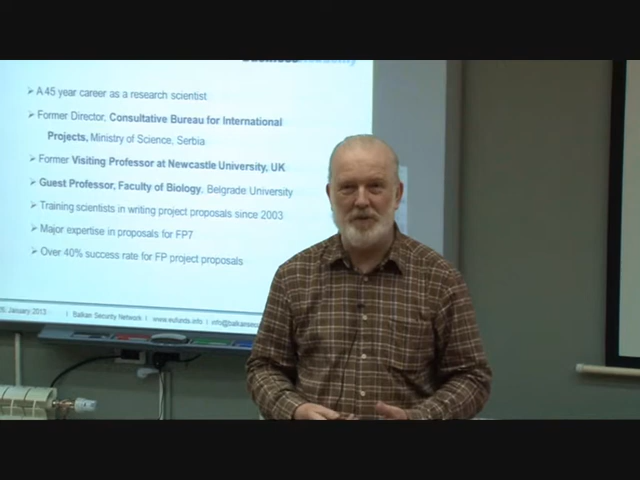 ➢ A 45 year career as a research scientist
➢ Former Director, Consultative Bureau for International
Projects, Ministry of Science, Serbia
➢ Former Visiting Professor at Newcastle University, UK
➢ Guest Professor, Faculty of Biology, Belgrade University
➢ Training scientists in writing project proposals since 2003
➢ Major expertise in proposals for FP7
➢ Over 40% success rate for FP project proposals
January 2013 | Balkan Security Network | www.eufunds.info |